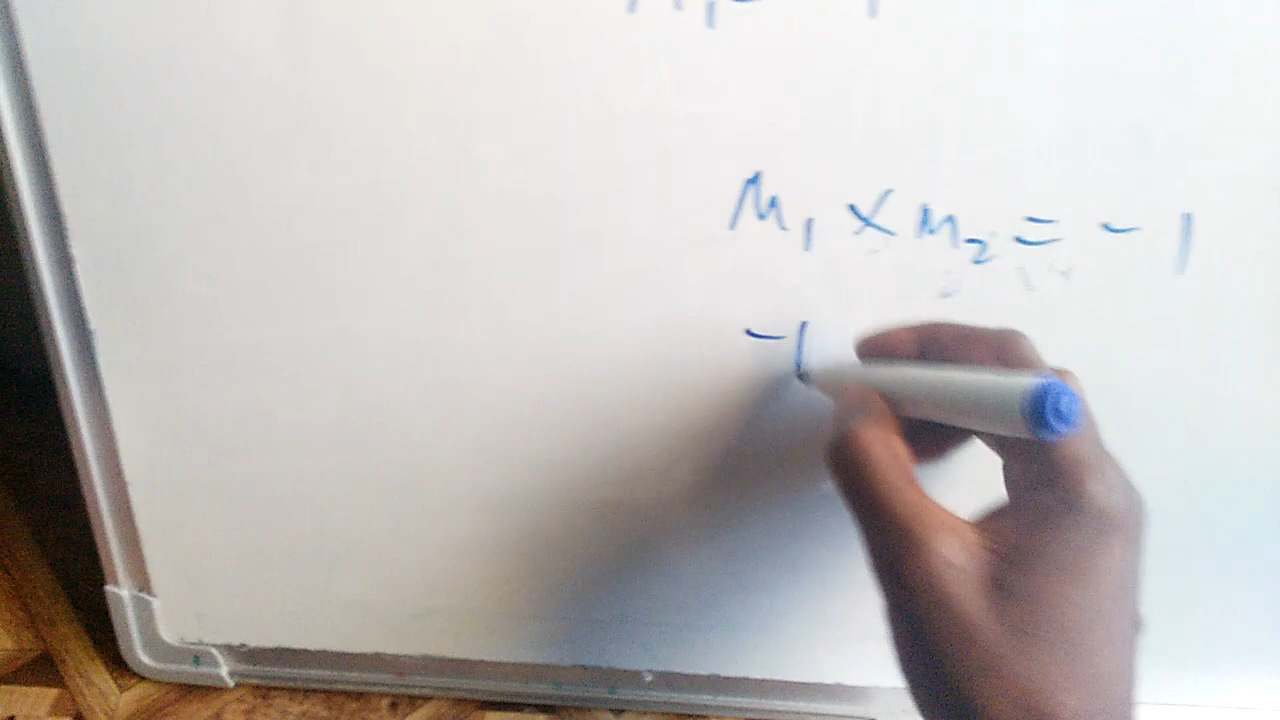 M₁ × M₂ = -1
-1